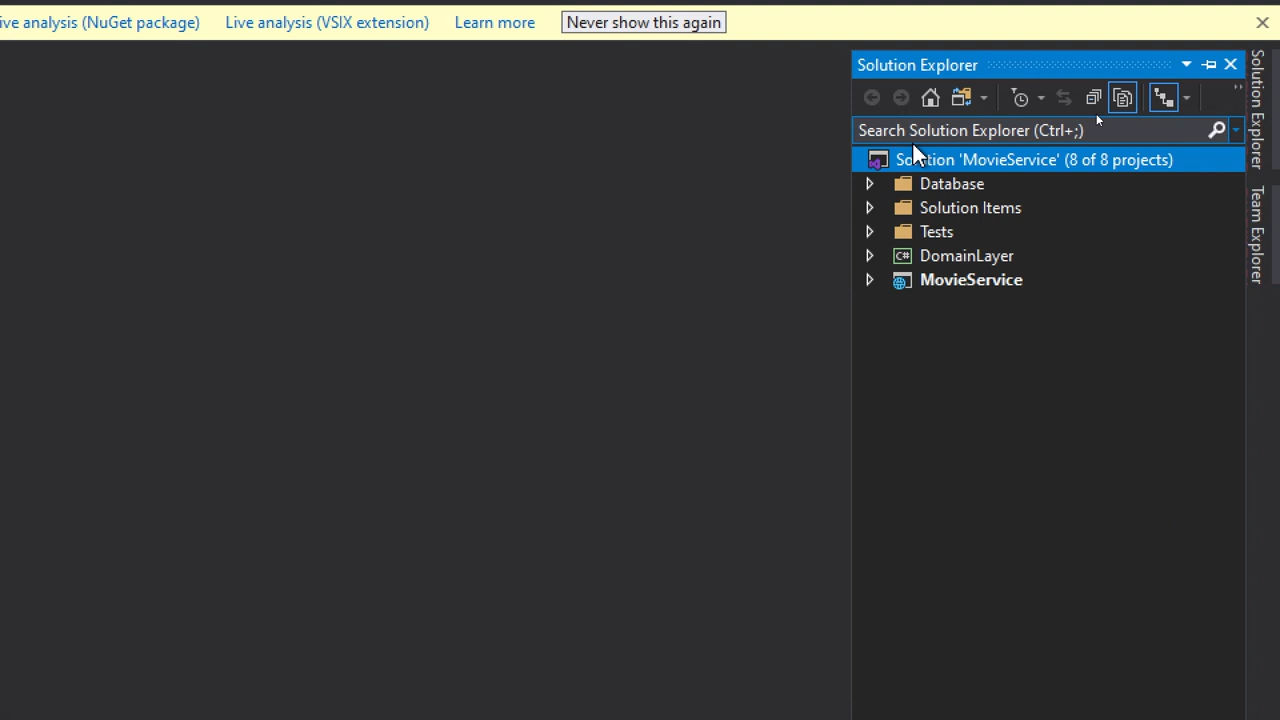 ive analysis (NuGet package) Live analysis (VSIX extension) Learn more Never show this again
Solution Explorer
Search Solution Explorer (Ctrl+;)
Solution 'MovieService' (8 of 8 projects)
Database
Solution Items
Tests
C# DomainLayer
MovieService
Solution Explorer
Team Explorer